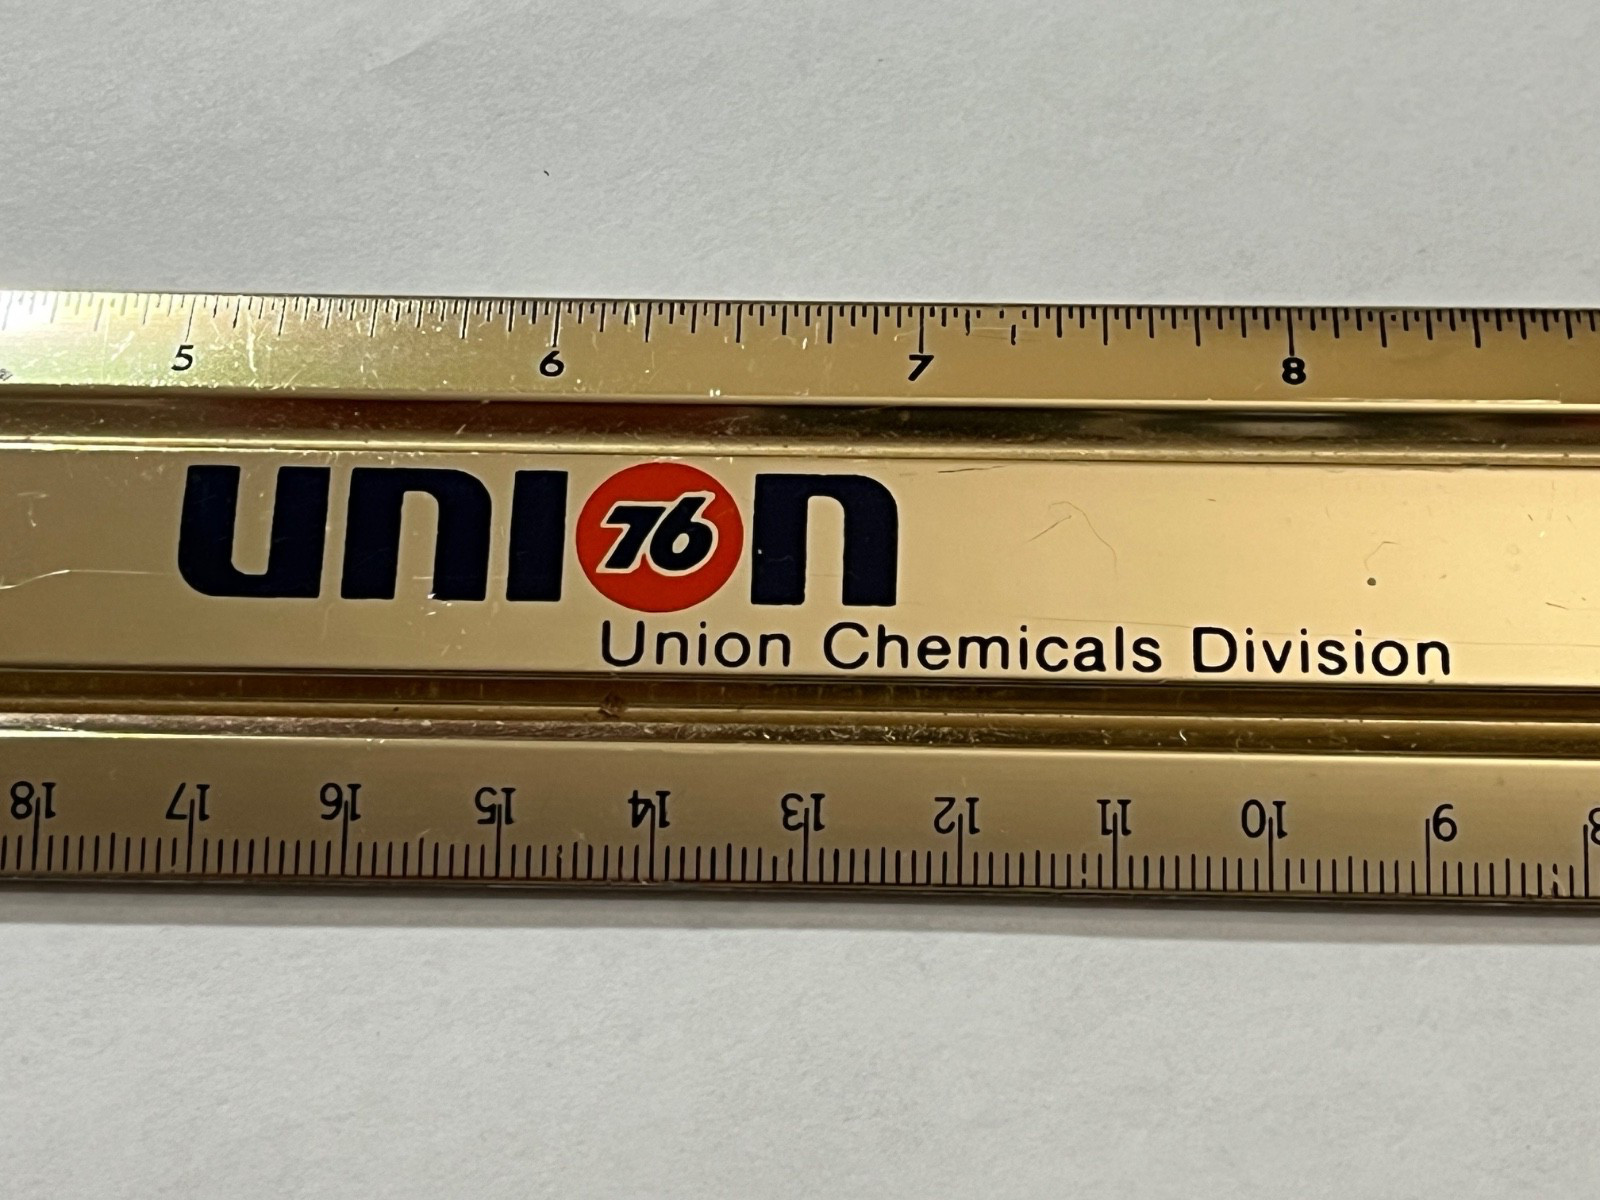 5 6 7 8
UNION 76
Union Chemicals Division
18 17 16 15 14 13 12 11 10 9 8